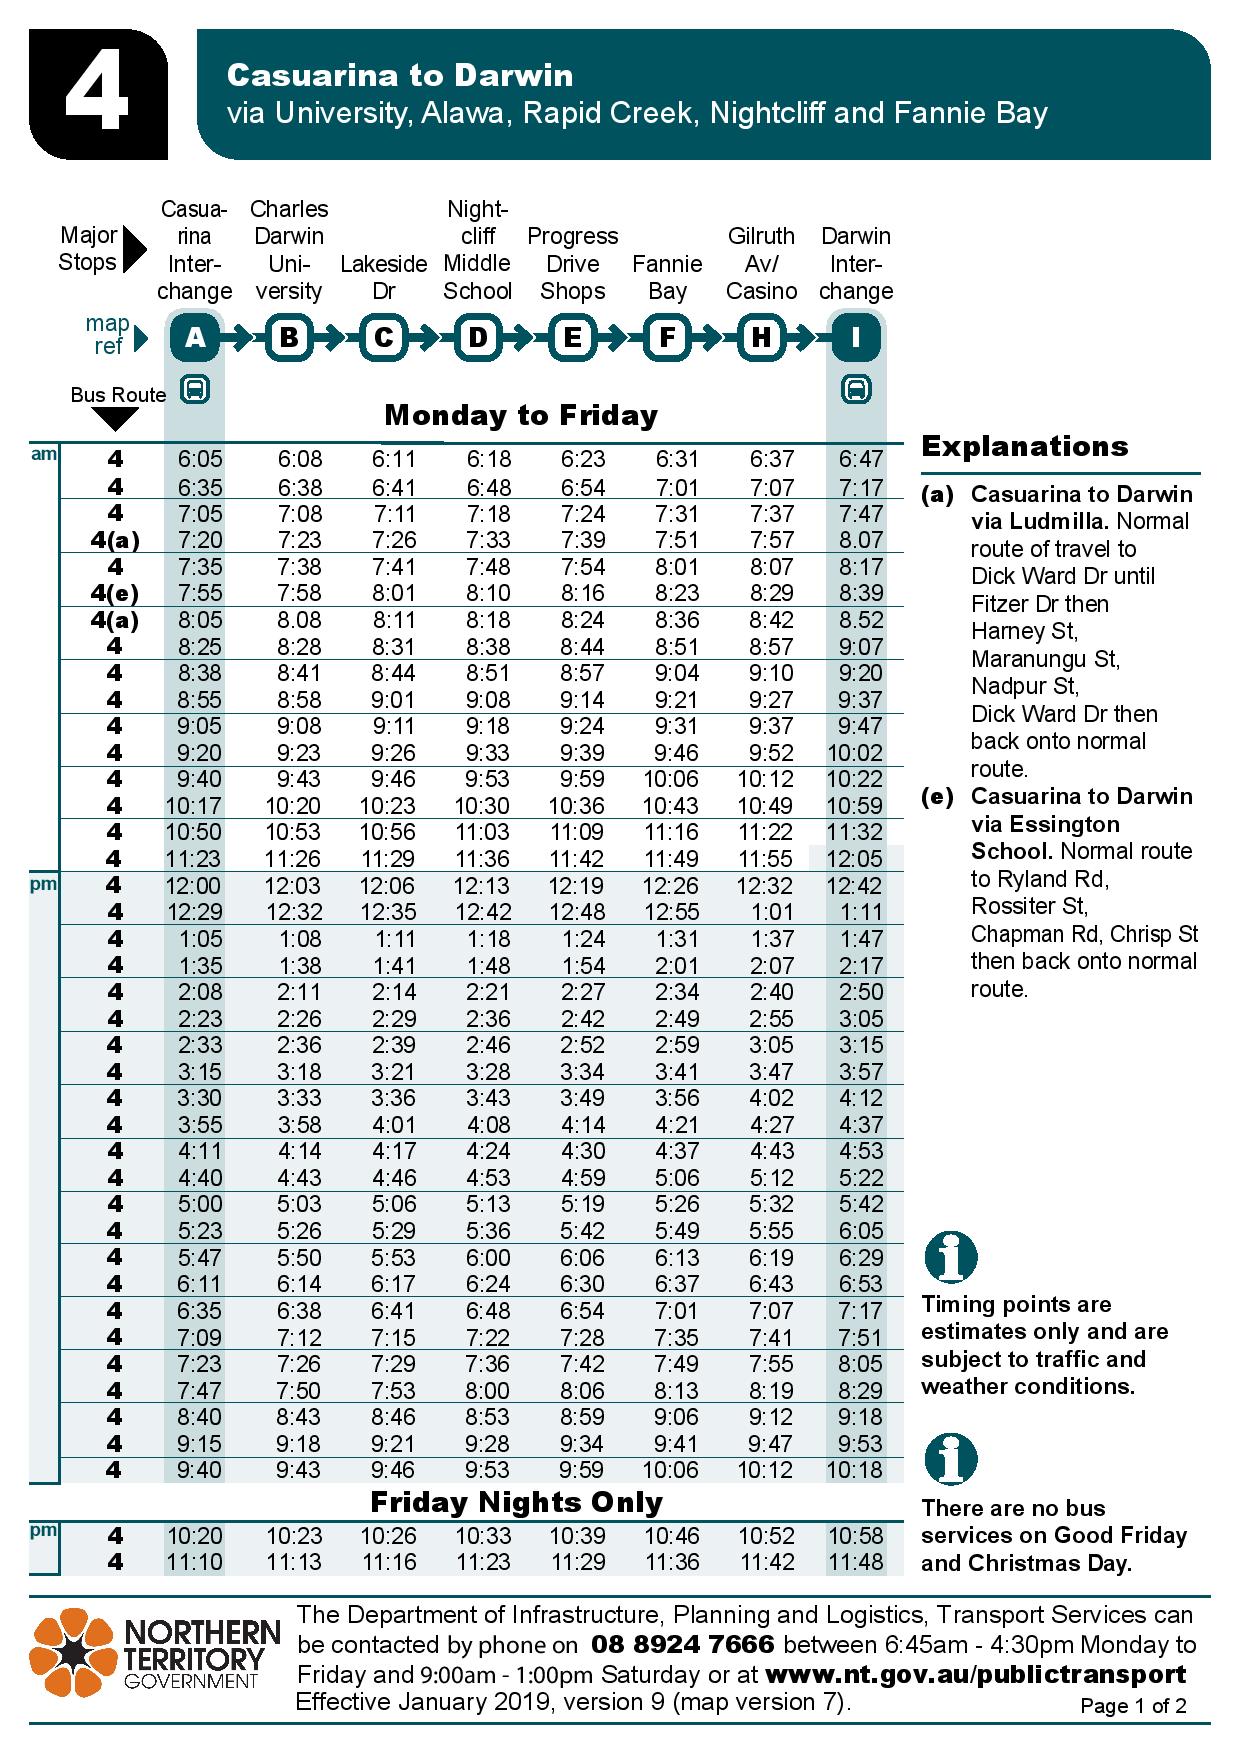 4
Casuarina to Darwin
via University, Alawa, Rapid Creek, Nightcliff and Fannie Bay
Major Stops
Casua-rina Inter-change
Charles Darwin Uni-versity
Lakeside Dr
Night-cliff Middle School
Progress Drive Shops
Fannie Bay
Gilruth Av/ Casino
Darwin Inter-change
map ref
A B C D E F H I
Bus Route
Monday to Friday
am
4 6:05 6:08 6:11 6:18 6:23 6:31 6:37 6:47
4 6:35 6:38 6:41 6:48 6:54 7:01 7:07 7:17
4 7:05 7:08 7:11 7:18 7:24 7:31 7:37 7:47
4(a) 7:20 7:23 7:26 7:33 7:39 7:51 7:57 8.07
4 7:35 7:38 7:41 7:48 7:54 8:01 8:07 8:17
4(e) 7:55 7:58 8:01 8:10 8:16 8:23 8:29 8:39
4(a) 8:05 8.08 8:11 8:18 8:24 8:36 8:42 8.52
4 8:25 8:28 8:31 8:38 8:44 8:51 8:57 9:07
4 8:38 8:41 8:44 8:51 8:57 9:04 9:10 9:20
4 8:55 8:58 9:01 9:08 9:14 9:21 9:27 9:37
4 9:05 9:08 9:11 9:18 9:24 9:31 9:37 9:47
4 9:20 9:23 9:26 9:33 9:39 9:46 9:52 10:02
4 9:40 9:43 9:46 9:53 9:59 10:06 10:12 10:22
4 10:17 10:20 10:23 10:30 10:36 10:43 10:49 10:59
4 10:50 10:53 10:56 11:03 11:09 11:16 11:22 11:32
4 11:23 11:26 11:29 11:36 11:42 11:49 11:55 12:05
pm
4 12:00 12:03 12:06 12:13 12:19 12:26 12:32 12:42
4 12:29 12:32 12:35 12:42 12:48 12:55 1:01 1:11
4 1:05 1:08 1:11 1:18 1:24 1:31 1:37 1:47
4 1:35 1:38 1:41 1:48 1:54 2:01 2:07 2:17
4 2:08 2:11 2:14 2:21 2:27 2:34 2:40 2:50
4 2:23 2:26 2:29 2:36 2:42 2:49 2:55 3:05
4 2:33 2:36 2:39 2:46 2:52 2:59 3:05 3:15
4 3:15 3:18 3:21 3:28 3:34 3:41 3:47 3:57
4 3:30 3:33 3:36 3:43 3:49 3:56 4:02 4:12
4 3:55 3:58 4:01 4:08 4:14 4:21 4:27 4:37
4 4:11 4:14 4:17 4:24 4:30 4:37 4:43 4:53
4 4:40 4:43 4:46 4:53 4:59 5:06 5:12 5:22
4 5:00 5:03 5:06 5:13 5:19 5:26 5:32 5:42
4 5:23 5:26 5:29 5:36 5:42 5:49 5:55 6:05
4 5:47 5:50 5:53 6:00 6:06 6:13 6:19 6:29
4 6:11 6:14 6:17 6:24 6:30 6:37 6:43 6:53
4 6:35 6:38 6:41 6:48 6:54 7:01 7:07 7:17
4 7:09 7:12 7:15 7:22 7:28 7:35 7:41 7:51
4 7:23 7:26 7:29 7:36 7:42 7:49 7:55 8:05
4 7:47 7:50 7:53 8:00 8:06 8:13 8:19 8:29
4 8:40 8:43 8:46 8:53 8:59 9:06 9:12 9:18
4 9:15 9:18 9:21 9:28 9:34 9:41 9:47 9:53
4 9:40 9:43 9:46 9:53 9:59 10:06 10:12 10:18
Friday Nights Only
pm
4 10:20 10:23 10:26 10:33 10:39 10:46 10:52 10:58
4 11:10 11:13 11:16 11:23 11:29 11:36 11:42 11:48
Explanations
(a) Casuarina to Darwin
via Ludmilla. Normal
route of travel to
Dick Ward Dr until
Fitzer Dr then
Harney St,
Maranungu St,
Nadpur St,
Dick Ward Dr then
back onto normal
route.
(e) Casuarina to Darwin
via Essington
School. Normal route
to Ryland Rd,
Rossiter St,
Chapman Rd, Chrisp St
then back onto normal
route.
i
Timing points are
estimates only and are
subject to traffic and
weather conditions.
i
There are no bus
services on Good Friday
and Christmas Day.
NORTHERN
TERRITORY
GOVERNMENT
The Department of Infrastructure, Planning and Logistics, Transport Services can
be contacted by phone on 08 8924 7666 between 6:45am - 4:30pm Monday to
Friday and 9:00am - 1:00pm Saturday or at www.nt.gov.au/publictransport
Effective January 2019, version 9 (map version 7).
Page 1 of 2